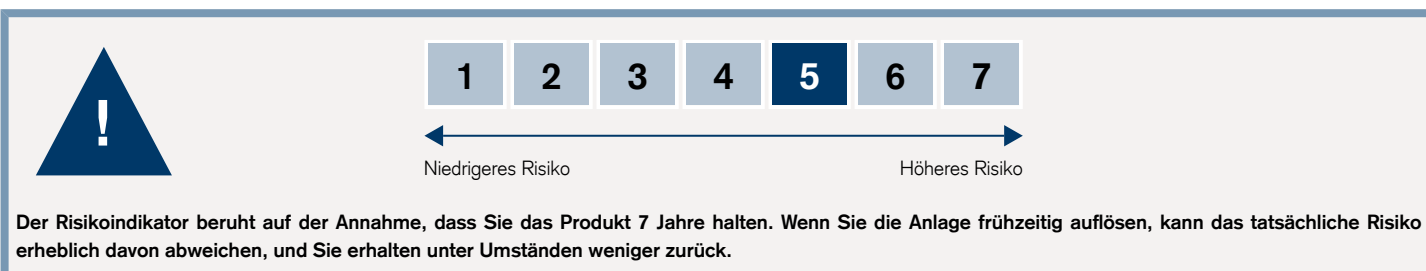 !
1 2 3 4 5 6 7
Niedrigeres Risiko Höheres Risiko
Der Risikoindikator beruht auf der Annahme, dass Sie das Produkt 7 Jahre halten. Wenn Sie die Anlage frühzeitig auflösen, kann das tatsächliche Risiko
erheblich davon abweichen, und Sie erhalten unter Umständen weniger zurück.